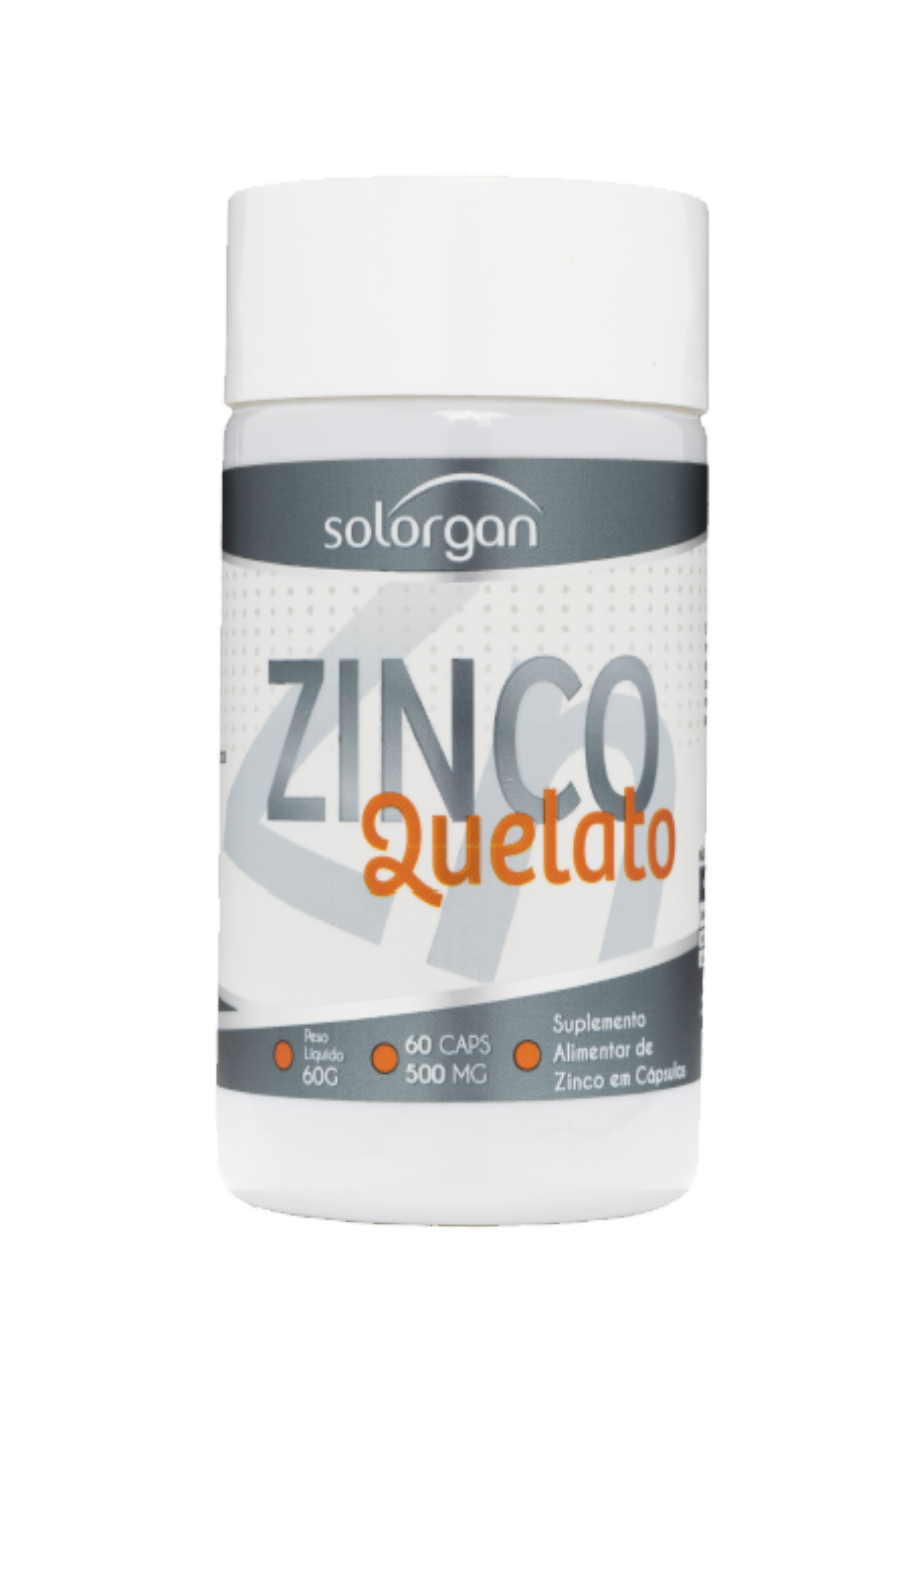 solorgan
ZINCO
Quelato
Peso
Líquido
60G
60 CAPS
500 MG
Suplemento
Alimentar de
Zinco em Cápsulas